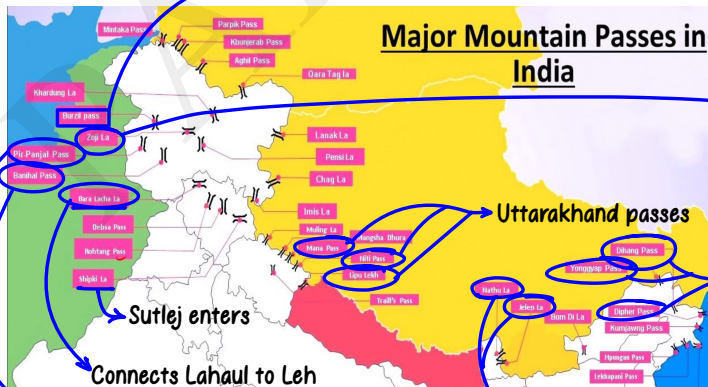 Major Mountain Passes in
India
Mintaka Pass
Parpik Pass
Khunjerab Pass
Aghil Pass
Qara Tag la
Khardung La
Burzil pass
Zoji La
Pir-Panjal Pass
Banihal Pass
Lanak La
Pensi La
Chag La
Bara Lacha La
Imis La
Debsa Pass
Muling La
Mangsha Dhura
Mana Pass
Rohtang Pass
Niti Pass
Lipu Lekh
Shipki La
Traill's Pass
Uttarakhand passes
Dihang Pass
Yonggyap Pass
Nathu La
Jelep La
Bom Di La
Dipher Pass
Kumjawng Pass
Hpungan Pass
Lekhapani Pass
Sutlej enters
Connects Lahaul to Leh